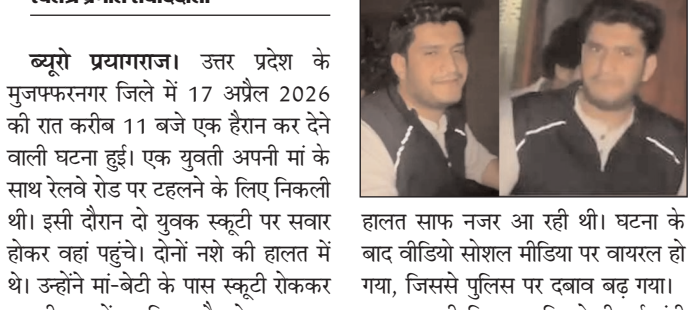 ब्यूरो प्रयागराज। उत्तर प्रदेश के
मुजफ्फरनगर जिले में 17 अप्रैल 2026
की रात करीब 11 बजे एक हैरान कर देने
वाली घटना हुई। एक युवती अपनी मां के
साथ रेलवे रोड पर टहलने के लिए निकली
थी। इसी दौरान दो युवक स्कूटी पर सवार
होकर वहां पहुंचे। दोनों नशे की हालत में
थे। उन्होंने मां-बेटी के पास स्कूटी रोककर
हालत साफ नजर आ रही थी। घटना के
बाद वीडियो सोशल मीडिया पर वायरल हो
गया, जिससे पुलिस पर दबाव बढ़ गया।